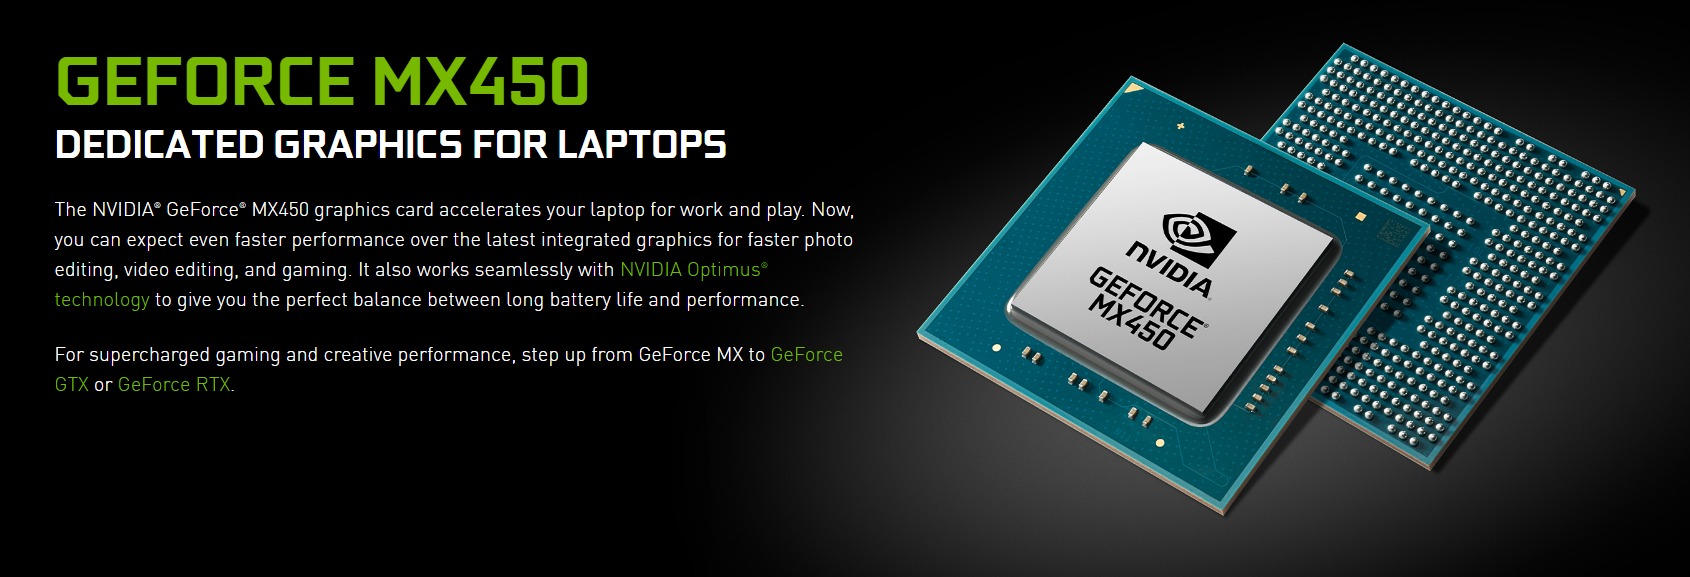 GEFORCE MX450
DEDICATED GRAPHICS FOR LAPTOPS
The NVIDIA® GeForce® MX450 graphics card accelerates your laptop for work and play. Now,
you can expect even faster performance over the latest integrated graphics for faster photo
editing, video editing, and gaming. It also works seamlessly with NVIDIA Optimus®
technology to give you the perfect balance between long battery life and performance.
For supercharged gaming and creative performance, step up from GeForce MX to GeForce
GTX or GeForce RTX.
NVIDIA
GEFORCE®
MX450